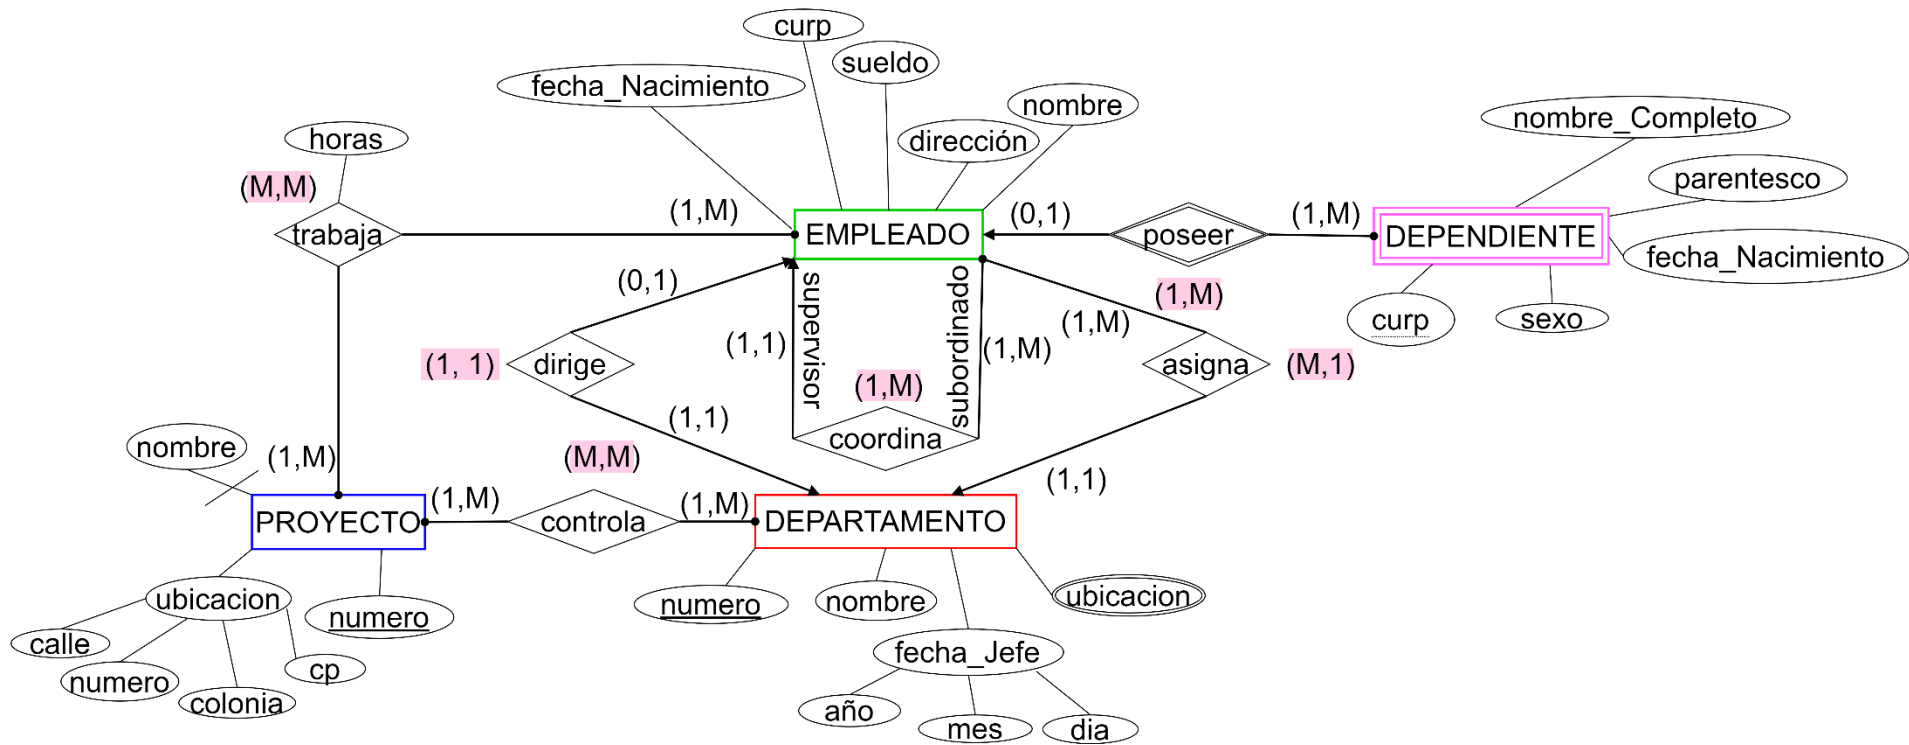 curp
sueldo
fecha_Nacimiento
nombre
nombre_Completo
horas
dirección
parentesco
(M,M)
(1,M)
(0,1)
(1,M)
trabaja
EMPLEADO
poseer
DEPENDIENTE
fecha_Nacimiento
(0,1)
supervisor
subordinado
(1,M)
(1,M)
curp
sexo
(1,1)
(1,M)
(1, 1)
dirige
asigna
(M,1)
(1,M)
(1,1)
coordina
nombre
(1,M)
(M,M)
(1,1)
(1,M)
(1,M)
PROYECTO
controla
DEPARTAMENTO
ubicacion
numero
numero
nombre
ubicacion
calle
numero
colonia
cp
fecha_Jefe
año
mes
dia